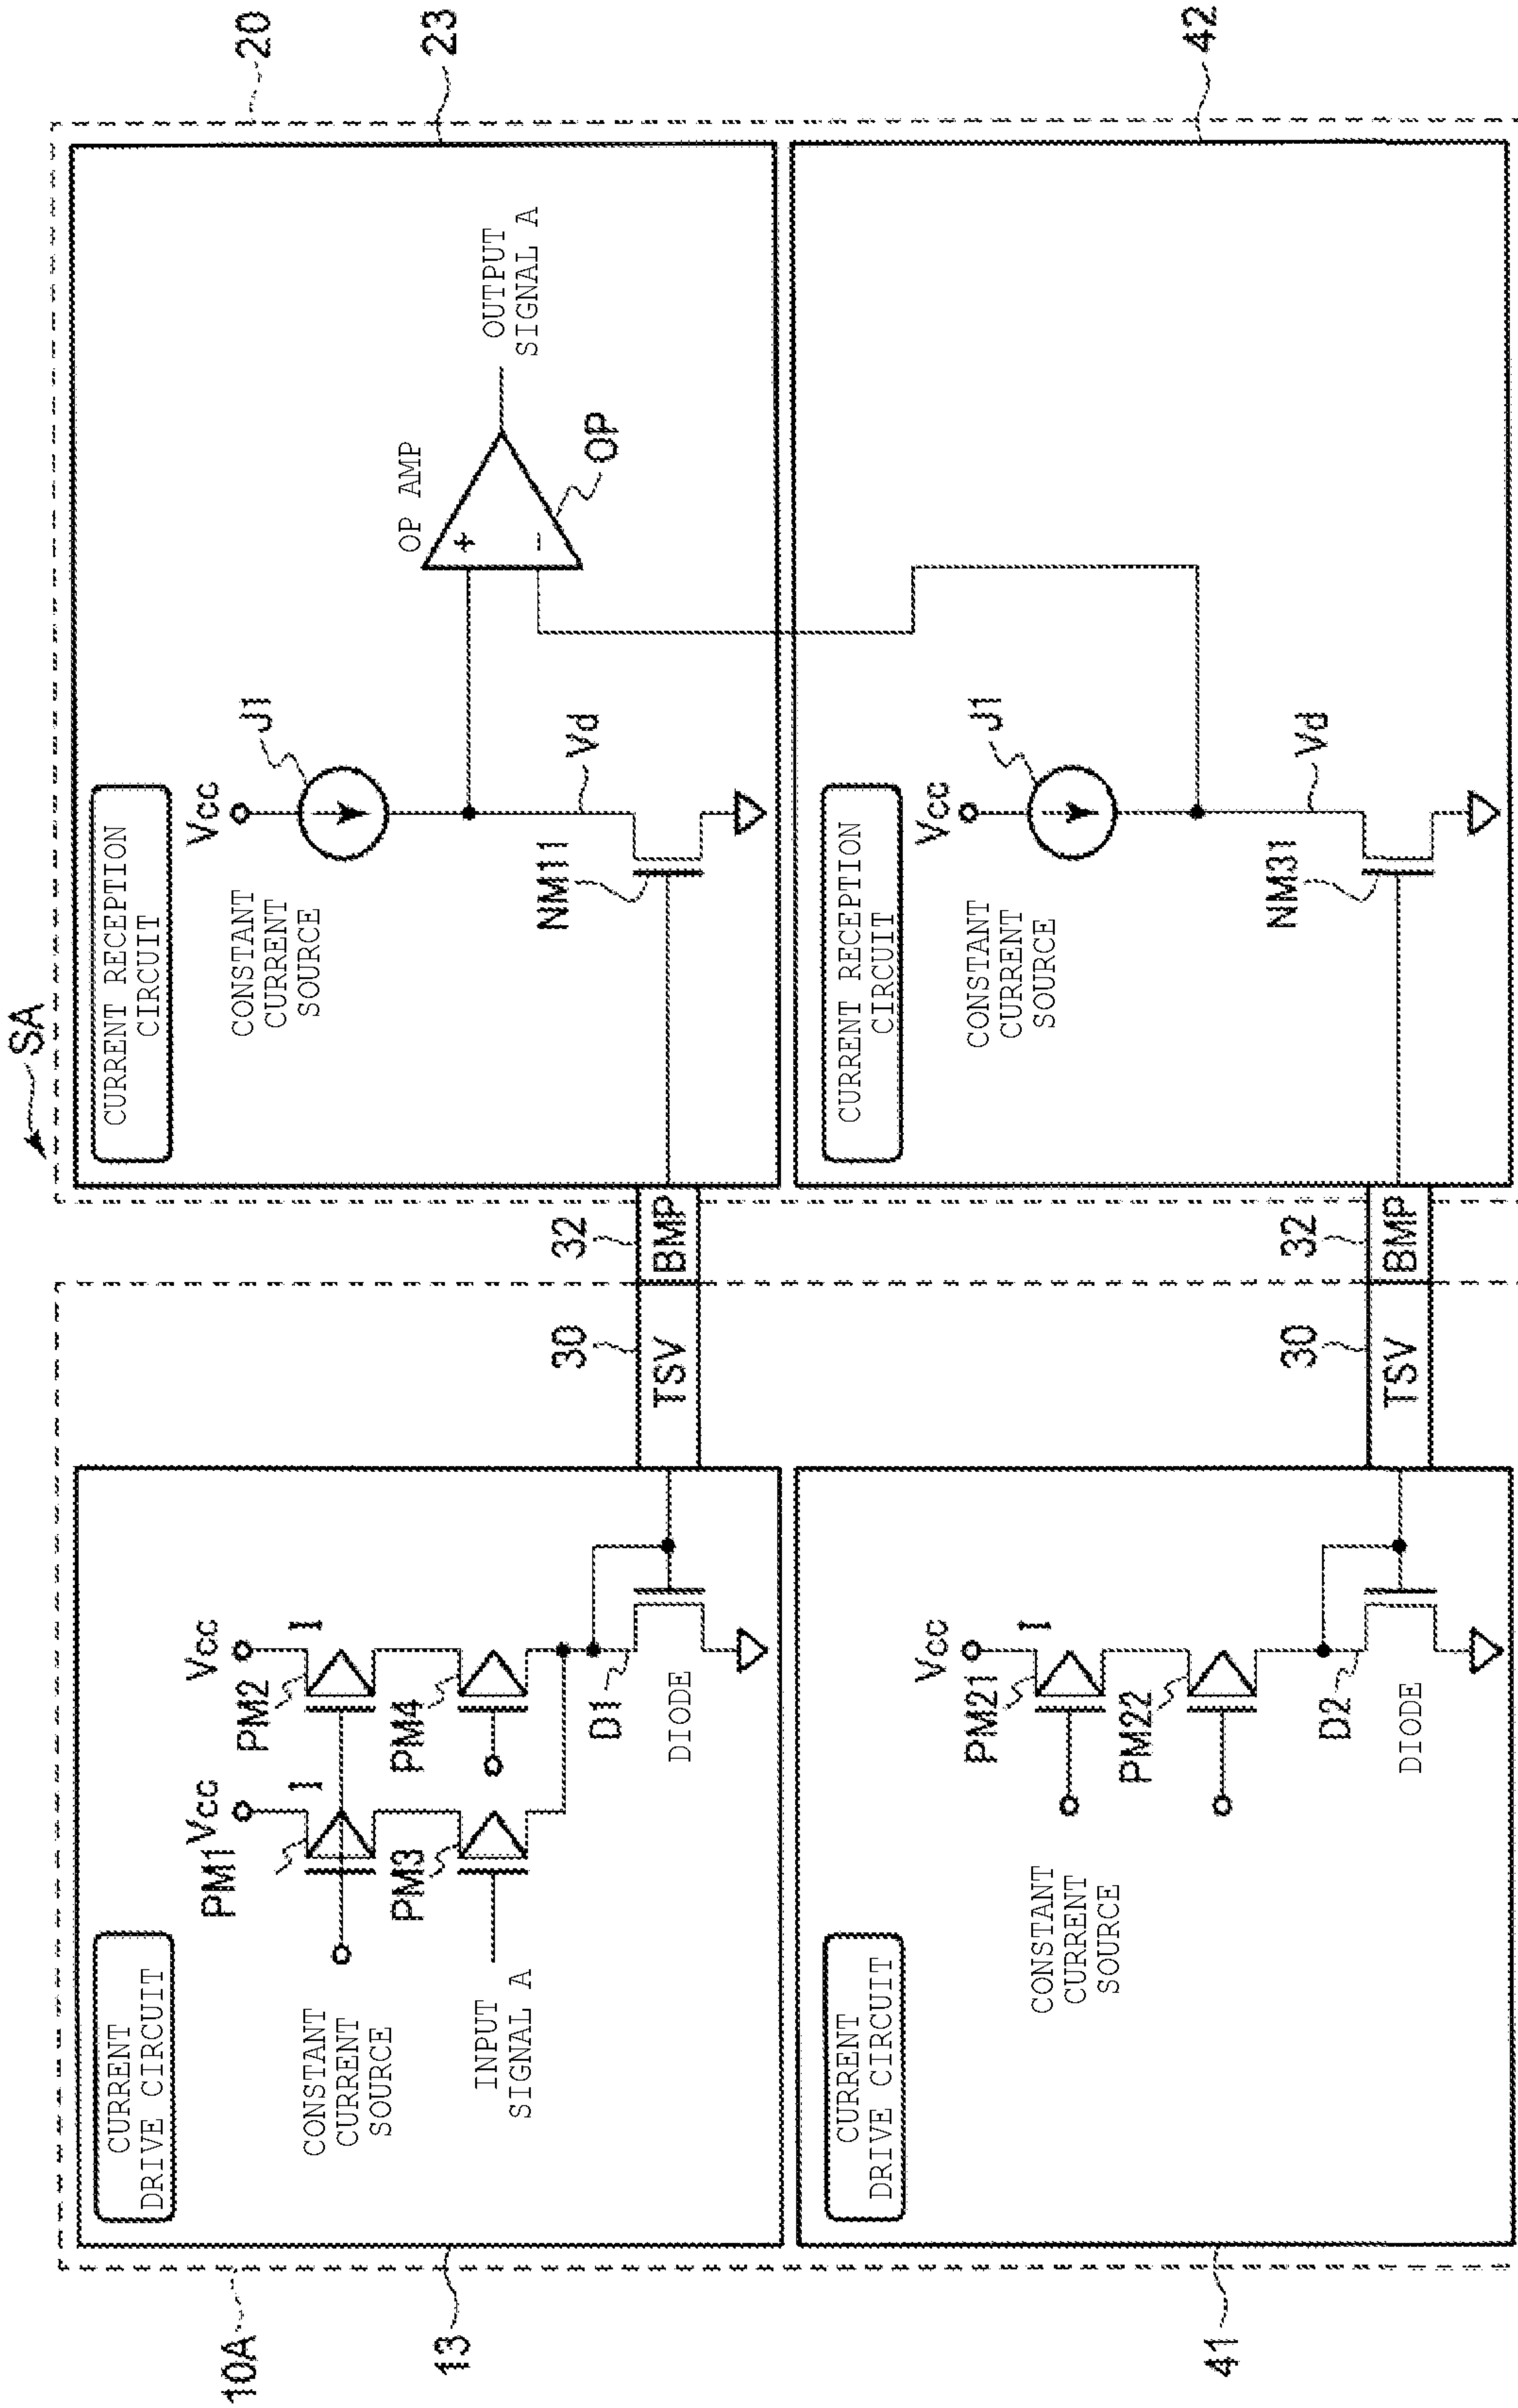 SA
10A
13
CURRENT
DRIVE CIRCUIT
CONSTANT
CURRENT
SOURCE
INPUT
SIGNAL A
PM1
Vcc
I
PM2
Vcc
I
PM3
PM4
D1
DIODE
30
TSV
32
BMP
20
23
CURRENT RECEPTION
CIRCUIT
CONSTANT
CURRENT
SOURCE
Vcc
J1
NM11
Vd
OP AMP
+
-
OP
OUTPUT
SIGNAL A
41
CURRENT
DRIVE CIRCUIT
CONSTANT
CURRENT
SOURCE
Vcc
PM21
I
PM22
D2
DIODE
30
TSV
32
BMP
42
CURRENT RECEPTION
CIRCUIT
CONSTANT
CURRENT
SOURCE
Vcc
J1
NM31
Vd